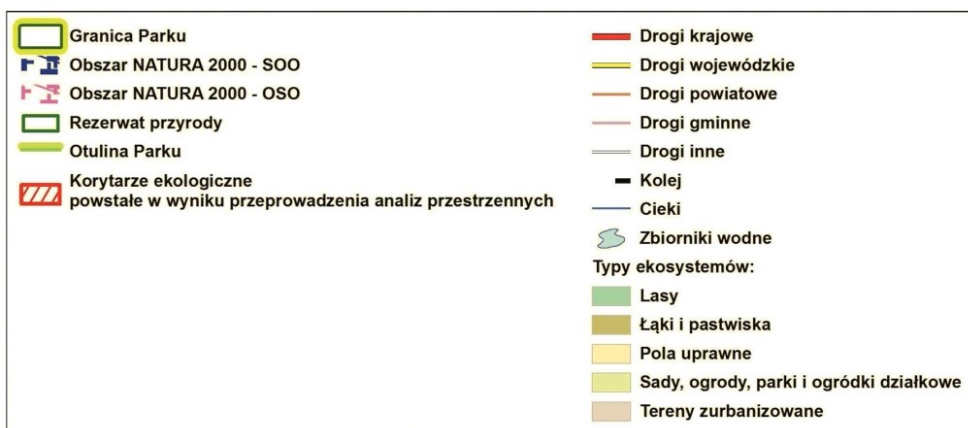 Granica Parku
Obszar NATURA 2000 - SOO
Obszar NATURA 2000 - OSO
Rezerwat przyrody
Otulina Parku
Korytarze ekologiczne
powstałe w wyniku przeprowadzenia analiz przestrzennych
Drogi krajowe
Drogi wojewódzkie
Drogi powiatowe
Drogi gminne
Drogi inne
Kolej
Cieki
Zbiorniki wodne
Typy ekosystemów:
Lasy
Łąki i pastwiska
Pola uprawne
Sady, ogrody, parki i ogródki działkowe
Tereny zurbanizowane